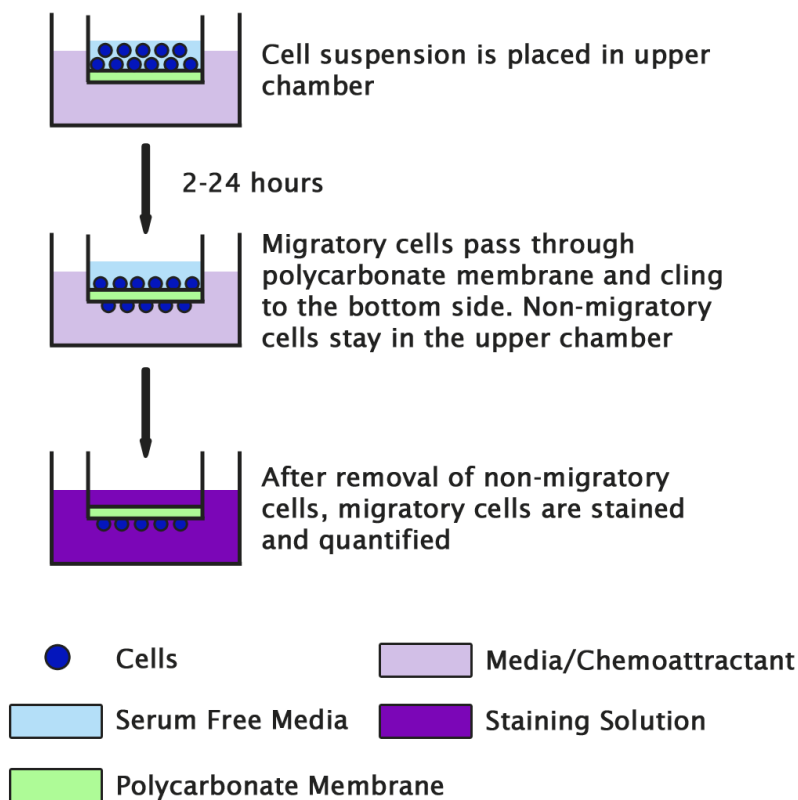 Cell suspension is placed in upper
chamber
2-24 hours
Migratory cells pass through
polycarbonate membrane and cling
to the bottom side. Non-migratory
cells stay in the upper chamber
After removal of non-migratory
cells, migratory cells are stained
and quantified
Cells
Media/Chemoattractant
Serum Free Media
Staining Solution
Polycarbonate Membrane